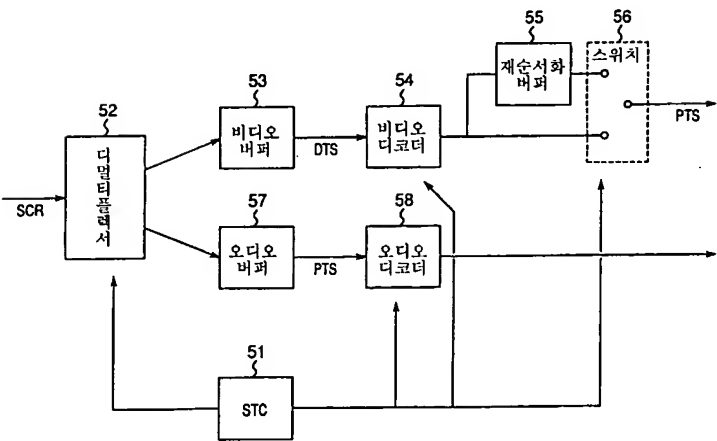 55
56
재순서화
버퍼
스위치
PTS
53
54
52
비디오
버퍼
DTS
비디오
디코더
디멀티플렉서
SCR
57
58
오디오
버퍼
PTS
오디오
디코더
51
STC